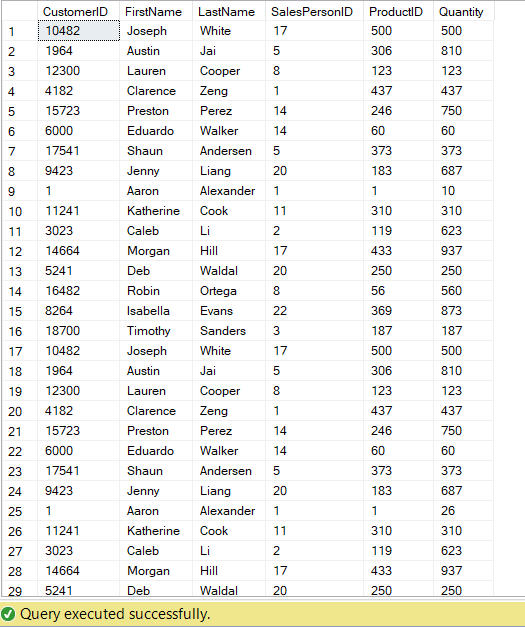 CustomerID FirstName LastName SalesPersonID ProductID Quantity
1 10482 Joseph White 17 500 500
2 1964 Austin Jai 5 306 810
3 12300 Lauren Cooper 8 123 123
4 4182 Clarence Zeng 1 437 437
5 15723 Preston Perez 14 246 750
6 6000 Eduardo Walker 14 60 60
7 17541 Shaun Andersen 5 373 373
8 9423 Jenny Liang 20 183 687
9 1 Aaron Alexander 1 1 10
10 11241 Katherine Cook 11 310 310
11 3023 Caleb Li 2 119 623
12 14664 Morgan Hill 17 433 937
13 5241 Deb Waldal 20 250 250
14 16482 Robin Ortega 8 56 560
15 8264 Isabella Evans 22 369 873
16 18700 Timothy Sanders 3 187 187
17 10482 Joseph White 17 500 500
18 1964 Austin Jai 5 306 810
19 12300 Lauren Cooper 8 123 123
20 4182 Clarence Zeng 1 437 437
21 15723 Preston Perez 14 246 750
22 6000 Eduardo Walker 14 60 60
23 17541 Shaun Andersen 5 373 373
24 9423 Jenny Liang 20 183 687
25 1 Aaron Alexander 1 1 26
26 11241 Katherine Cook 11 310 310
27 3023 Caleb Li 2 119 623
28 14664 Morgan Hill 17 433 937
29 5241 Deb Waldal 20 250 250
Query executed successfully.